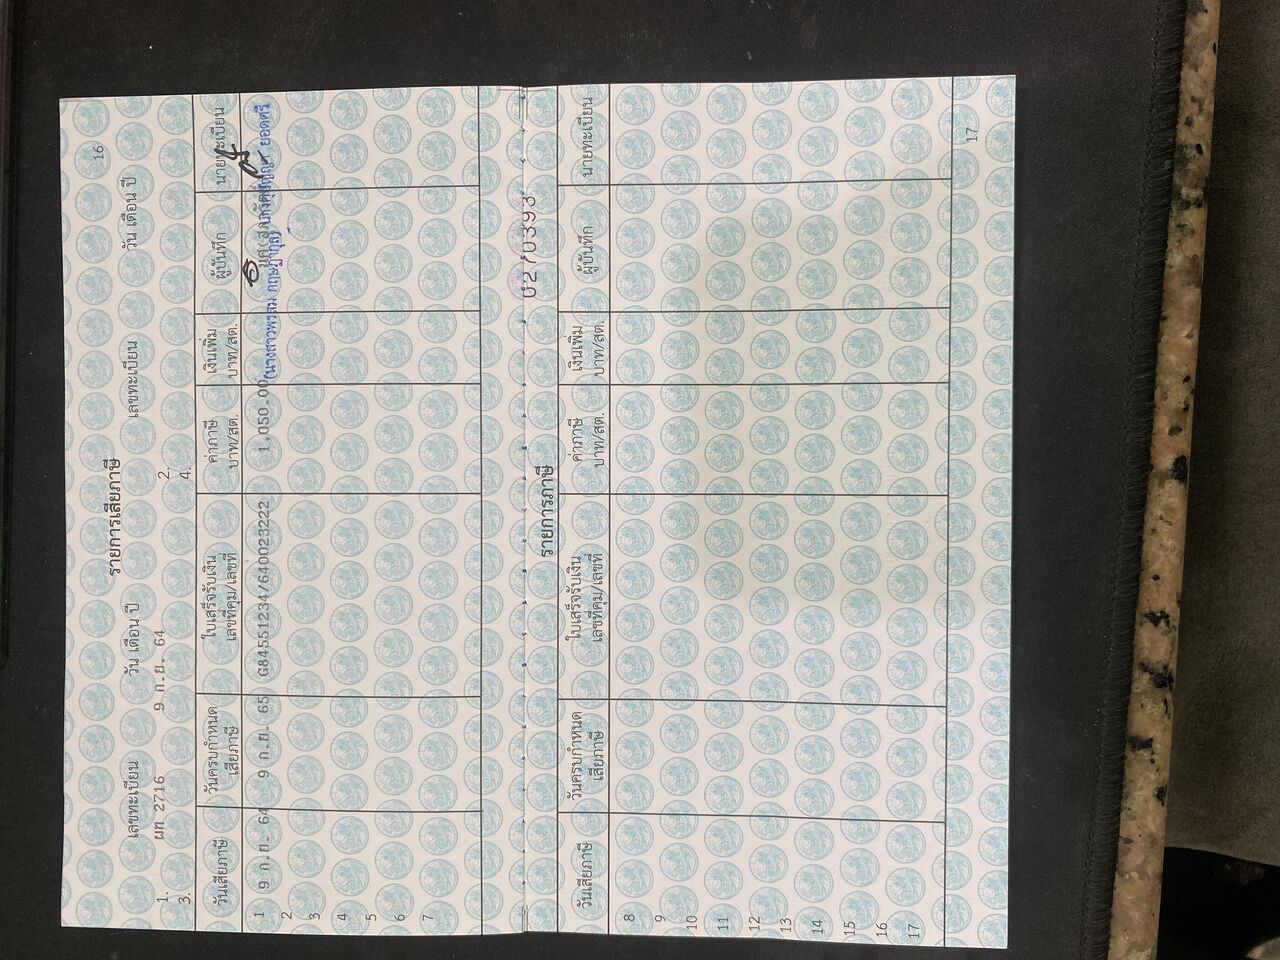 16
รายการเสียภาษี
เลขทะเบียน วัน เดือน ปี เลขทะเบียน วัน เดือน ปี
1. ผท 2716 9 ก.ย. 64 2.
3. 4.
วันเสียภาษี วันครบกำหนดเสียภาษี ใบเสร็จรับเงิน เลขที่คุม/เลขที่ ค่าภาษี บาท/สต. เงินเพิ่ม บาท/สต. ผู้บันทึก นายทะเบียน
1 9 ก.ย. 64 9 ก.ย. 65 G84551234/640023222 1,050.00
2
3
4
5
6
7
0270393
รายการภาษี
วันเสียภาษี วันครบกำหนดเสียภาษี ใบเสร็จรับเงิน เลขที่คุม/เลขที่ ค่าภาษี บาท/สต. เงินเพิ่ม บาท/สต. ผู้บันทึก นายทะเบียน
8
9
10
11
12
13
14
15
16
17
17